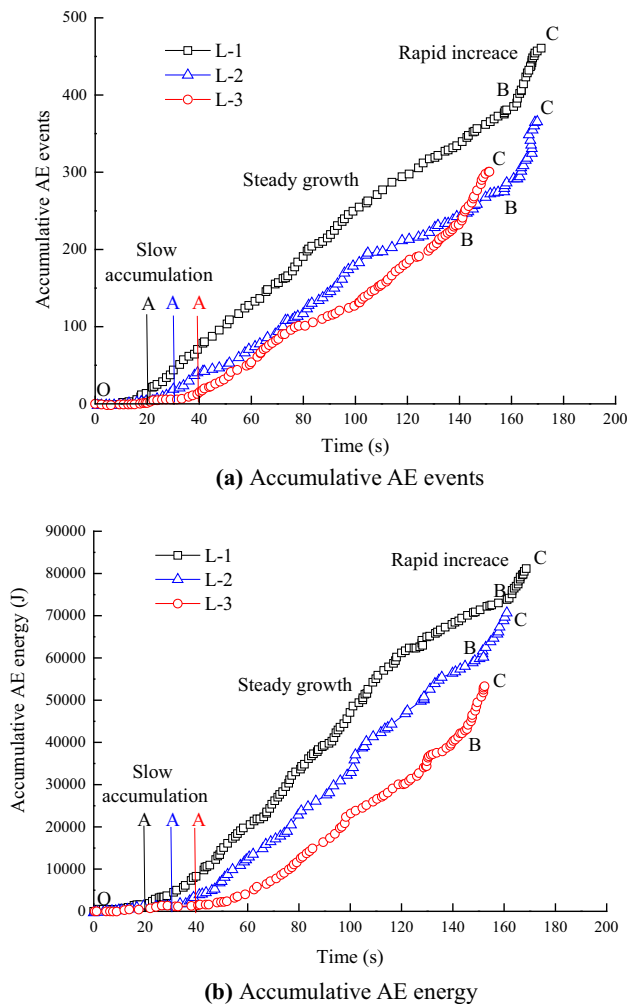 500
400
300
200
100
0
Accumulative AE events
L-1
L-2
L-3
Rapid increase
C
B
C
Steady growth
C
B
B
Slow
accumulation
A A A
O
0 20 40 60 80 100 120 140 160 180 200
Time (s)
(a) Accumulative AE events
90000
80000
70000
60000
50000
40000
30000
20000
10000
0
Accumulative AE energy (J)
L-1
L-2
L-3
Rapid increase
C
B
C
B
Steady growth
C
B
Slow
accumulation
A A A
O
0 20 40 60 80 100 120 140 160 180 200
Time (s)
(b) Accumulative AE energy